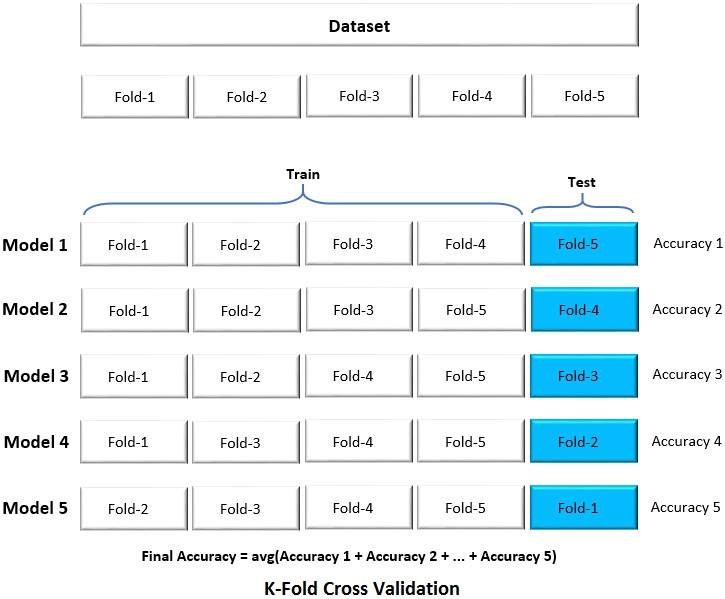 Dataset
Fold-1 Fold-2 Fold-3 Fold-4 Fold-5
Train Test
Model 1 Fold-1 Fold-2 Fold-3 Fold-4 Fold-5 Accuracy 1
Model 2 Fold-1 Fold-2 Fold-3 Fold-5 Fold-4 Accuracy 2
Model 3 Fold-1 Fold-2 Fold-4 Fold-5 Fold-3 Accuracy 3
Model 4 Fold-1 Fold-3 Fold-4 Fold-5 Fold-2 Accuracy 4
Model 5 Fold-2 Fold-3 Fold-4 Fold-5 Fold-1 Accuracy 5
Final Accuracy = avg(Accuracy 1 + Accuracy 2 + ... + Accuracy 5)
K-Fold Cross Validation